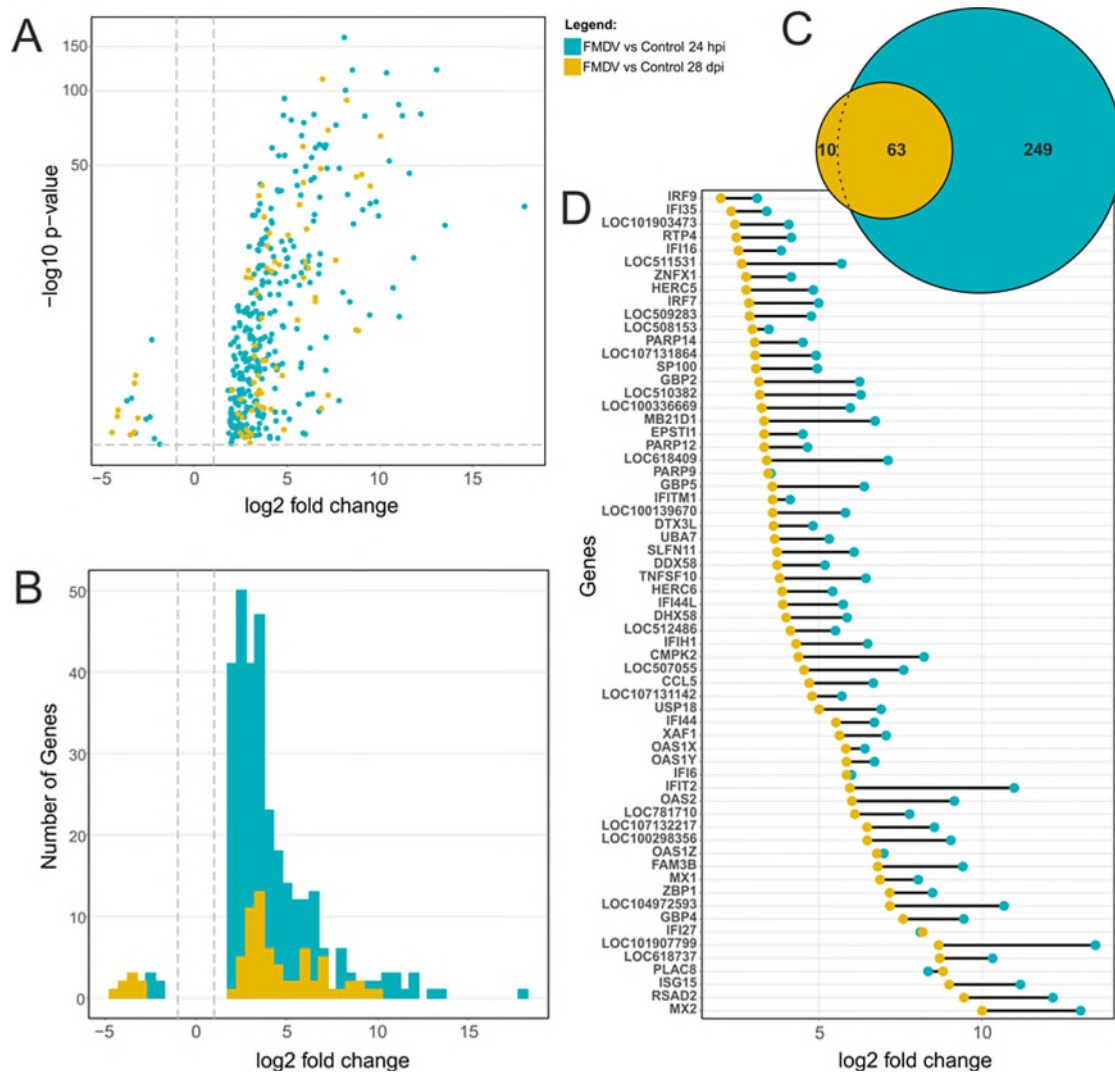 A
150
100
50
−log10 p-value
−5
0
5
10
15
log2 fold change
Legend:
FMDV vs Control 24 hpi
FMDV vs Control 28 dpi
C
10
63
249
B
50
40
30
20
10
0
Number of Genes
−5
0
5
10
15
log2 fold change
D
Genes
IRF9
IFI35
LOC101903473
RTP4
IFI16
LOC511531
ZNFX1
HERC5
IRF7
LOC509283
LOC508153
PARP14
LOC107131864
SP100
GBP2
LOC510382
LOC100336669
MB21D1
EPSTI1
PARP12
LOC618409
PARP9
GBP5
IFITM1
LOC100139670
DTX3L
UBA7
SLFN11
DDX58
TNFSF10
HERC6
IFI44L
DHX58
LOC512486
IFIH1
CMPK2
LOC507055
CCL5
LOC107131142
USP18
IFI44
XAF1
OAS1X
OAS1Y
IFI6
IFIT2
OAS2
LOC781710
LOC107132217
LOC100298356
OAS1Z
FAM3B
MX1
ZBP1
LOC104972593
GBP4
IFI27
LOC101907799
LOC618737
PLAC8
ISG15
RSAD2
MX2
5
10
log2 fold change